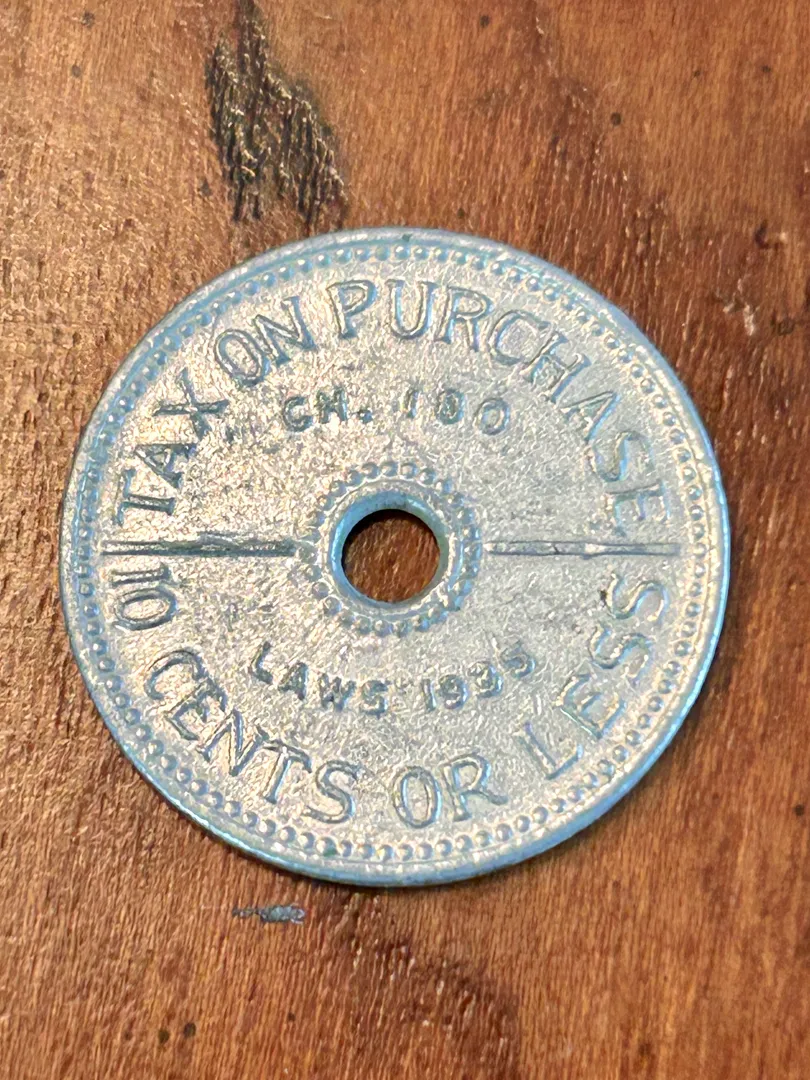 TAX ON PURCHASE
CH. 180
LAWS 1935
10 CENTS OR LESS